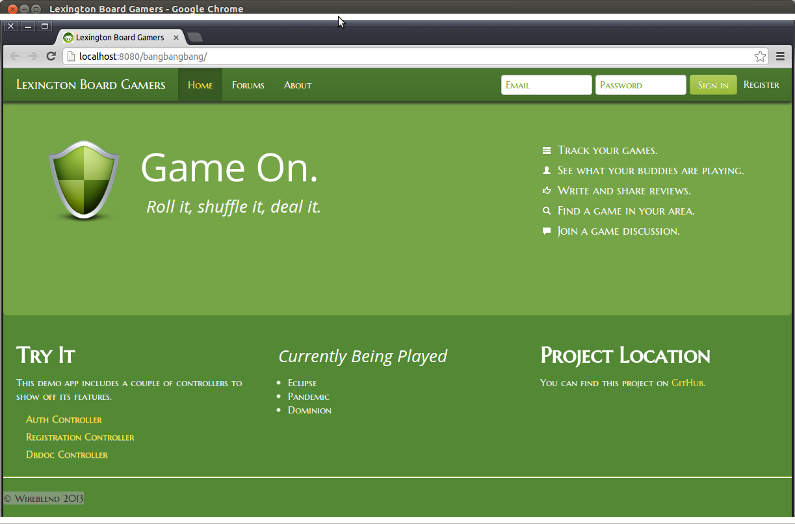 Lexington Board Gamers - Google Chrome
Lexington Board Gamers
localhost:8080/bangbangbang/
Lexington Board Gamers Home Forums About Email Password Sign in Register
Game On.
Roll it, shuffle it, deal it.
Track your games.
See what your buddies are playing.
Write and share reviews.
Find a game in your area.
Join a game discussion.
Try It
This demo app includes a couple of controllers to
show off its features.
Auth Controller
Registration Controller
Dbdoc Controller
Currently Being Played
Eclipse
Pandemic
Dominion
Project Location
You can find this project on GitHub.
© Wireblend 2013